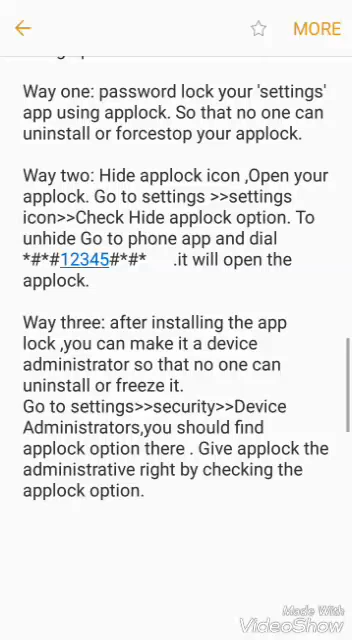 MORE
Way one: password lock your 'settings'
app using applock. So that no one can
uninstall or forcestop your applock.
Way two: Hide applock icon ,Open your
applock. Go to settings >>settings
icon>>Check Hide applock option. To
unhide Go to phone app and dial
*#*#12345#*#* .it will open the
applock.
Way three: after installing the app
lock ,you can make it a device
administrator so that no one can
uninstall or freeze it.
Go to settings>>security>>Device
Administrators,you should find
applock option there . Give applock the
administrative right by checking the
applock option.
Made With
VideoShow